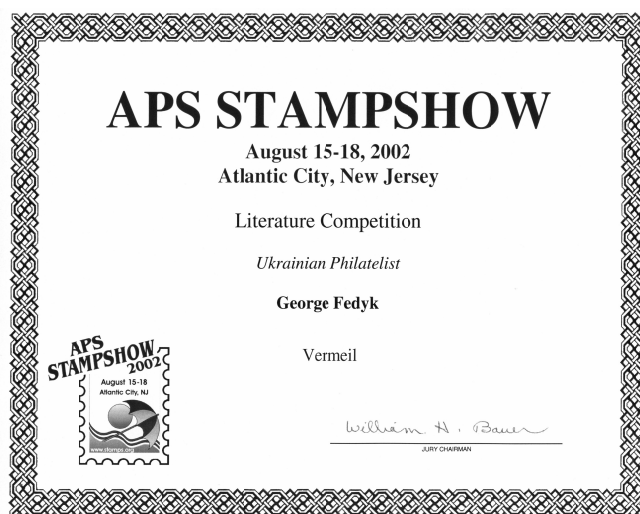 APS STAMPSHOW
August 15-18, 2002
Atlantic City, New Jersey
Literature Competition
Ukrainian Philatelist
George Fedyk
Vermeil
APS
STAMPSHOW
2002
August 15-18
Atlantic City, NJ
www.stamps.org
William H. Bauer
JURY CHAIRMAN